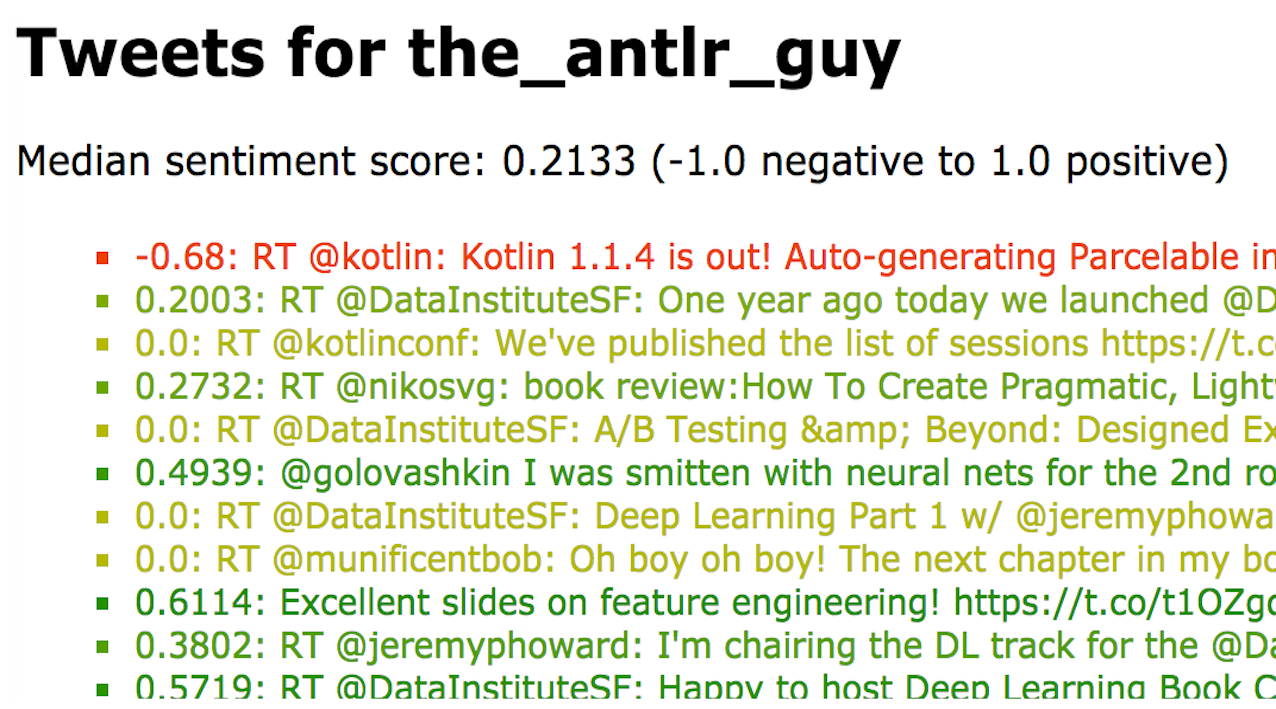 Tweets for the_antlr_guy
Median sentiment score: 0.2133 (-1.0 negative to 1.0 positive)
-0.68: RT @kotlin: Kotlin 1.1.4 is out! Auto-generating Parcelable in
0.2003: RT @DataInstituteSF: One year ago today we launched @D
0.0: RT @kotlinconf: We've published the list of sessions https://t.c
0.2732: RT @nikosvg: book review:How To Create Pragmatic, Light
0.0: RT @DataInstituteSF: A/B Testing &amp; Beyond: Designed Ex
0.4939: @golovashkin I was smitten with neural nets for the 2nd ro
0.0: RT @DataInstituteSF: Deep Learning Part 1 w/ @jeremyphowa
0.0: RT @munificentbob: Oh boy oh boy! The next chapter in my bo
0.6114: Excellent slides on feature engineering! https://t.co/t1OZg
0.3802: RT @jeremyphoward: I'm chairing the DL track for the @Da
0.5719: RT @DataInstituteSF: Happy to host Deep Learning Book C